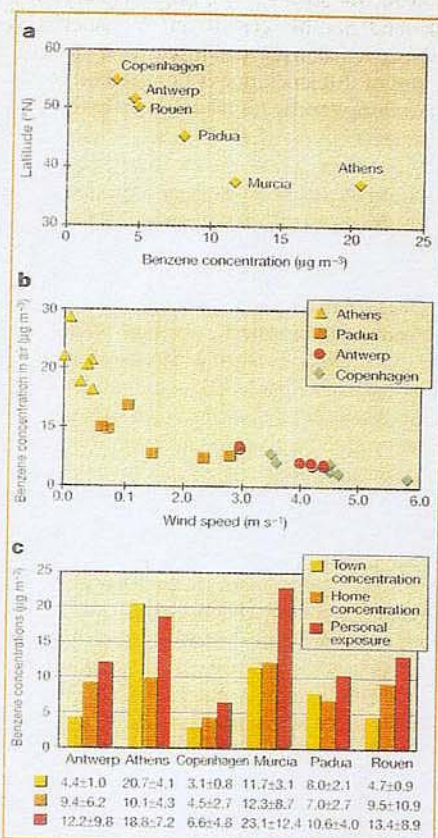 a
60
50
40
30
Latitude (°N)
Copenhagen
Antwerp
Rouen
Padua
Murcia
Athens
0 5 10 15 20 25
Benzene concentration (µg m⁻³)
b
30
20
15
0
Benzene concentration in air (µg m⁻³)
Athens
Padua
Antwerp
Copenhagen
0.0 0.1 2.0 3.0 4.0 5.0 6.0
Wind speed (m s⁻¹)
c
25
20
15
10
5
0
Benzene concentrations (µg m⁻³)
Town
concentration
Home
concentration
Personal
exposure
Antwerp Athens Copenhagen Murcia Padua Rouen
4.4±1.0 20.7±4.1 3.1±0.8 11.7±3.1 8.0±2.1 4.7±0.9
9.4±6.2 10.1±4.3 4.5±2.7 12.3±8.7 7.0±2.7 9.5±10.9
12.2±9.8 18.8±7.2 6.6±4.8 23.1±12.4 10.6±4.0 13.4±8.9